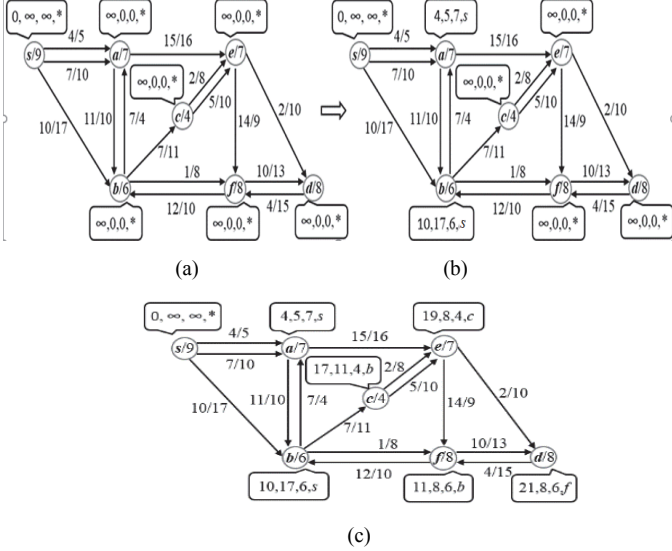 0, ∞, ∞,*
∞,0,0,*
∞,0,0,*
s/9
4/5
7/10
a/7
15/16
e/7
∞,0,0,*
2/8
5/10
c/4
10/17
11/10
7/4
7/11
14/9
2/10
b/6
1/8
12/10
f/8
10/13
4/15
d/8
∞,0,0,*
∞,0,0,*
∞,0,0,*
(a)
0, ∞, ∞,*
4,5,7,s
∞,0,0,*
s/9
4/5
7/10
a/7
15/16
e/7
∞,0,0,*
2/8
5/10
c/4
10/17
11/10
7/4
7/11
14/9
2/10
b/6
1/8
12/10
f/8
10/13
4/15
d/8
10,17,6,s
∞,0,0,*
∞,0,0,*
(b)
0, ∞, ∞,*
4,5,7,s
19,8,4,c
s/9
4/5
7/10
a/7
15/16
e/7
17,11,4,b
2/8
5/10
c/4
10/17
11/10
7/4
7/11
14/9
2/10
b/6
1/8
12/10
f/8
10/13
4/15
d/8
10,17,6,s
11,8,6,b
21,8,6,f
(c)